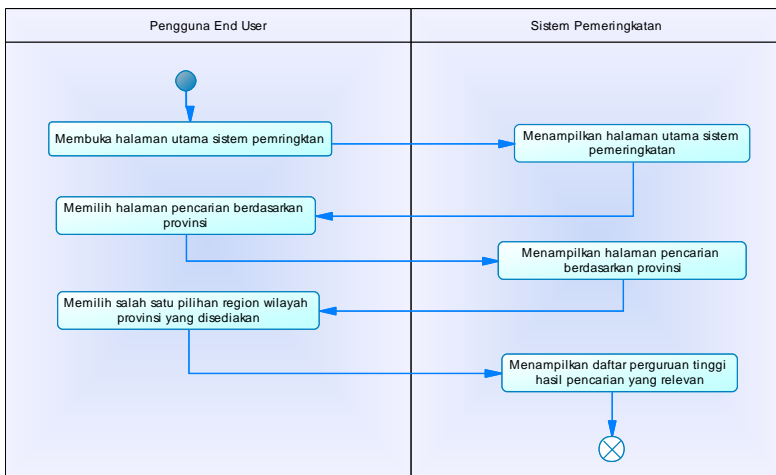 Pengguna End User
Sistem Pemeringkatan
Membuka halaman utama sistem pemringktan
Menampilkan halaman utama sistem
pemeringkatan
Memilih halaman pencarian berdasarkan
provinsi
Menampilkan halaman pencarian
berdasarkan provinsi
Memilih salah satu pilihan region wilayah
provinsi yang disediakan
Menampilkan daftar perguruan tinggi
hasil pencarian yang relevan